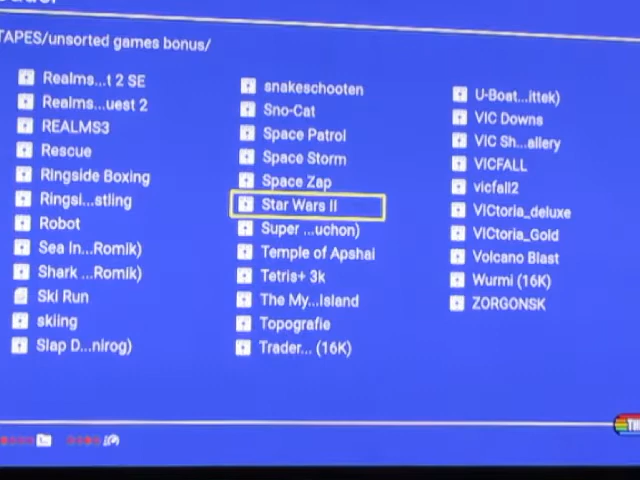 TAPES/unsorted games bonus/
Realms...t 2 SE
Realms...uest 2
REALMS3
Rescue
Ringside Boxing
Ringsi...stling
Robot
Sea In...Romik)
Shark ...Romik)
Ski Run
skiing
Slap D...nirog)
snakeschooten
Sno-Cat
Space Patrol
Space Storm
Space Zap
Star Wars II
Super ...uchon)
Temple of Apshai
Tetris+ 3k
The My...Island
Topografie
Trader... (16K)
U-Boat...ittek)
VIC Downs
VIC Sh...allery
VICFALL
vicfall2
VICtoria_deluxe
VICtoria_Gold
Volcano Blast
Wurmi (16K)
ZORGONSK